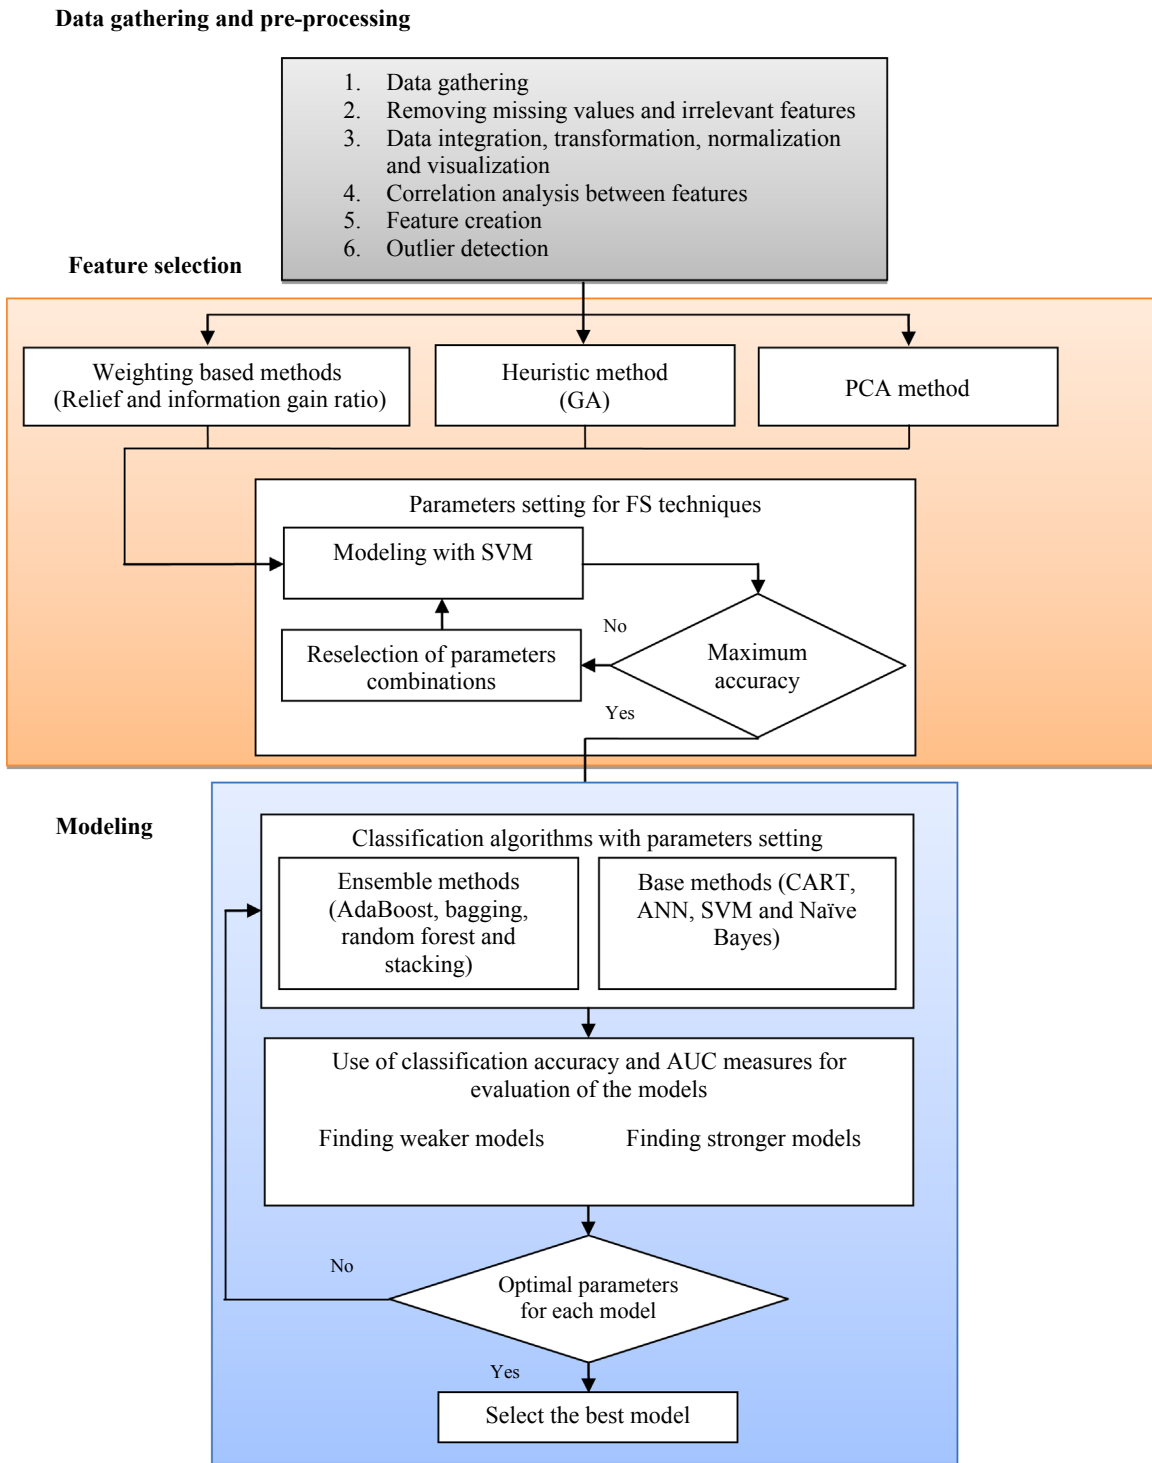 Data gathering and pre-processing
1. Data gathering
2. Removing missing values and irrelevant features
3. Data integration, transformation, normalization
and visualization
4. Correlation analysis between features
5. Feature creation
6. Outlier detection
Feature selection
Weighting based methods
(Relief and information gain ratio)
Heuristic method
(GA)
PCA method
Parameters setting for FS techniques
Modeling with SVM
No
Reselection of parameters
combinations
Maximum
accuracy
Yes
Modeling
Classification algorithms with parameters setting
Ensemble methods
(AdaBoost, bagging,
random forest and
stacking)
Base methods (CART,
ANN, SVM and Naïve
Bayes)
Use of classification accuracy and AUC measures for
evaluation of the models
Finding weaker models
Finding stronger models
No
Optimal parameters
for each model
Yes
Select the best model